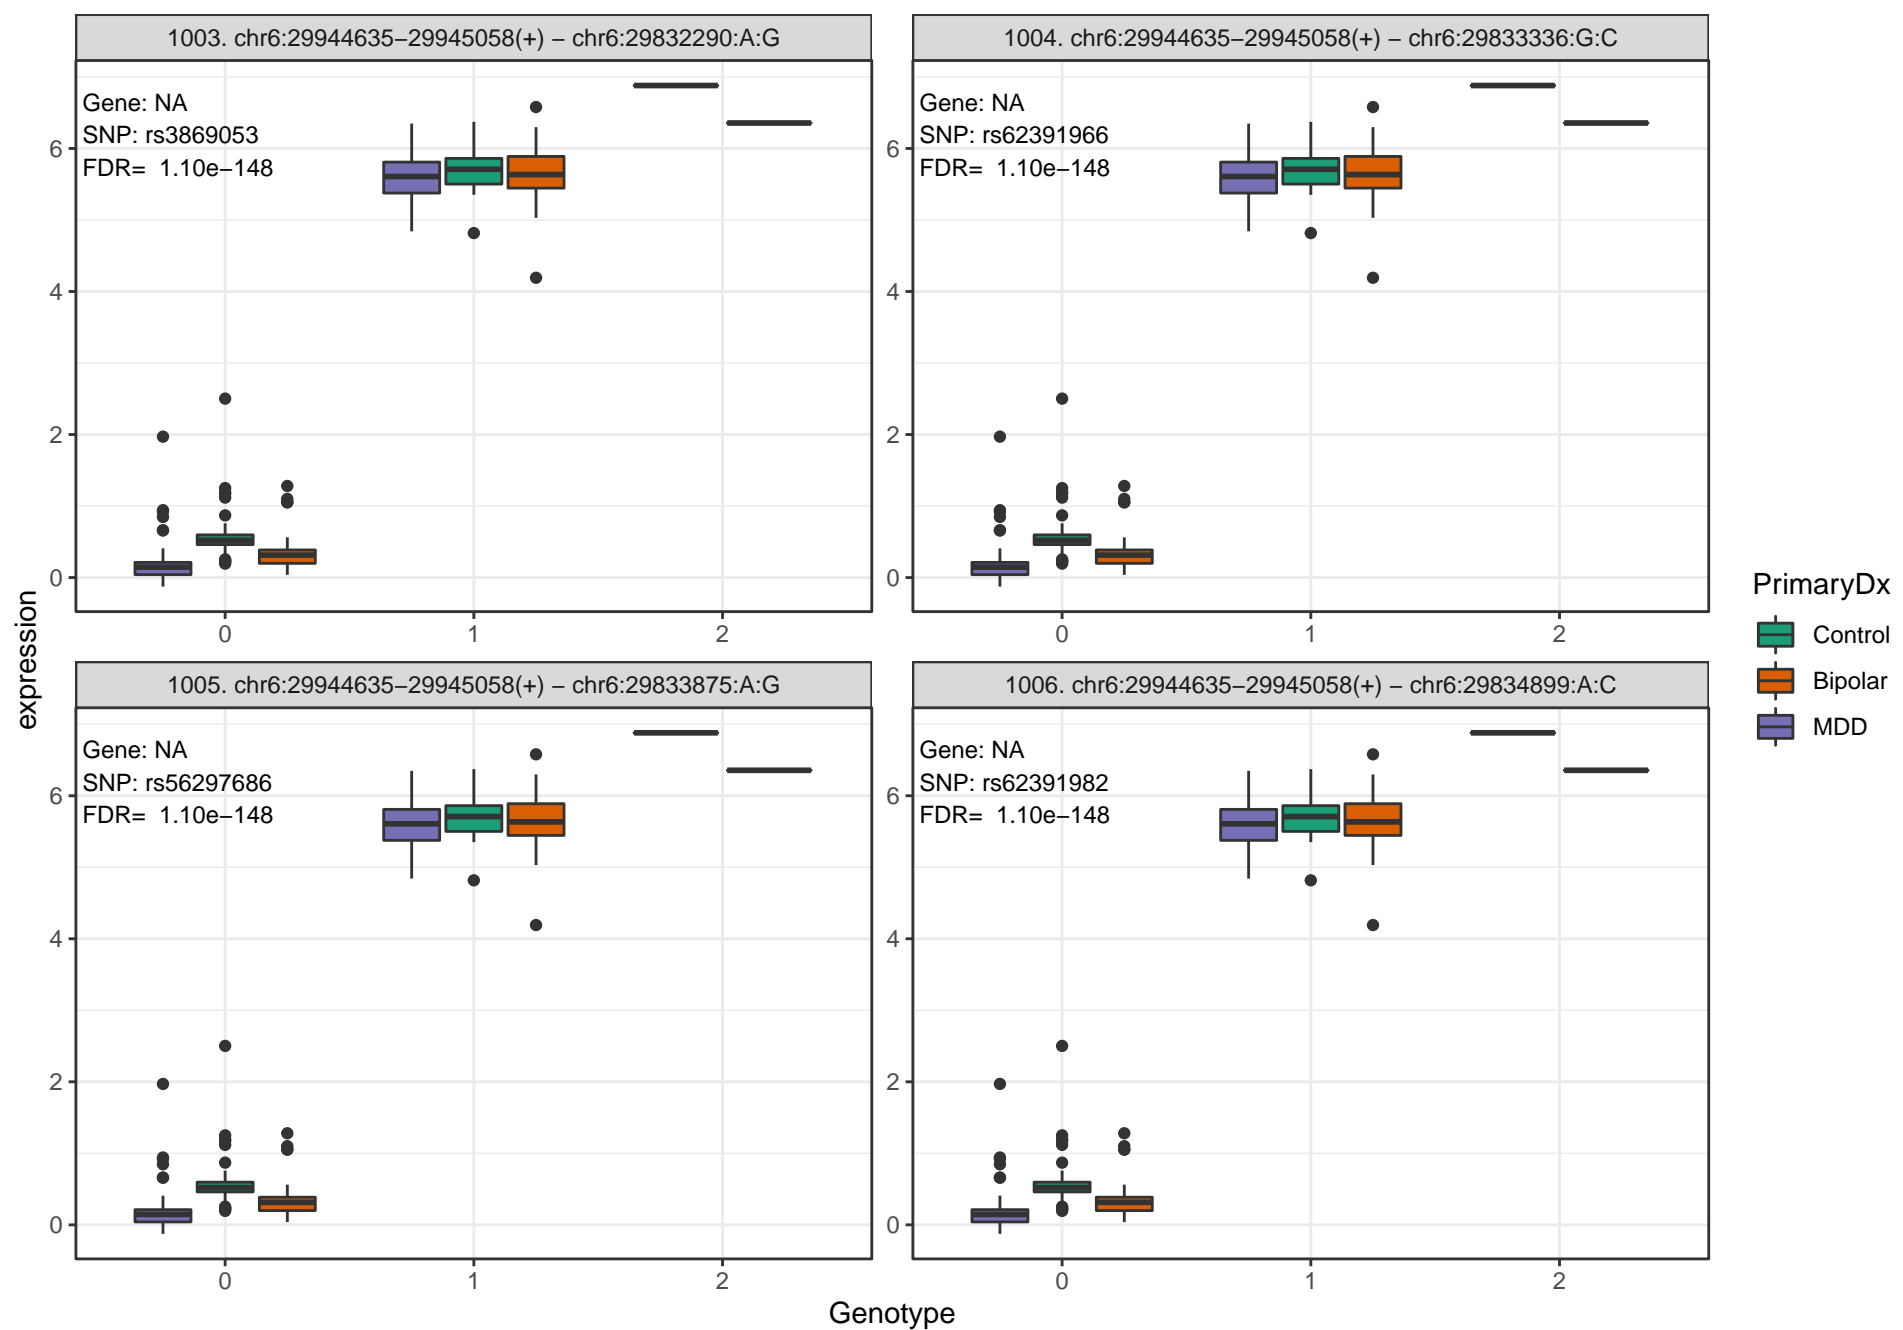 1003. chr6:29944635−29945058(+) − chr6:29832290:A:G
Gene: NA
SNP: rs3869053
FDR=  1.10e−148
6
4
2
0
0
1
2
1004. chr6:29944635−29945058(+) − chr6:29833336:G:C
Gene: NA
SNP: rs62391966
FDR=  1.10e−148
6
4
2
0
0
1
2
1005. chr6:29944635−29945058(+) − chr6:29833875:A:G
Gene: NA
SNP: rs56297686
FDR=  1.10e−148
6
4
2
0
0
1
2
1006. chr6:29944635−29945058(+) − chr6:29834899:A:C
Gene: NA
SNP: rs62391982
FDR=  1.10e−148
6
4
2
0
0
1
2
expression
Genotype
PrimaryDx
Control
Bipolar
MDD